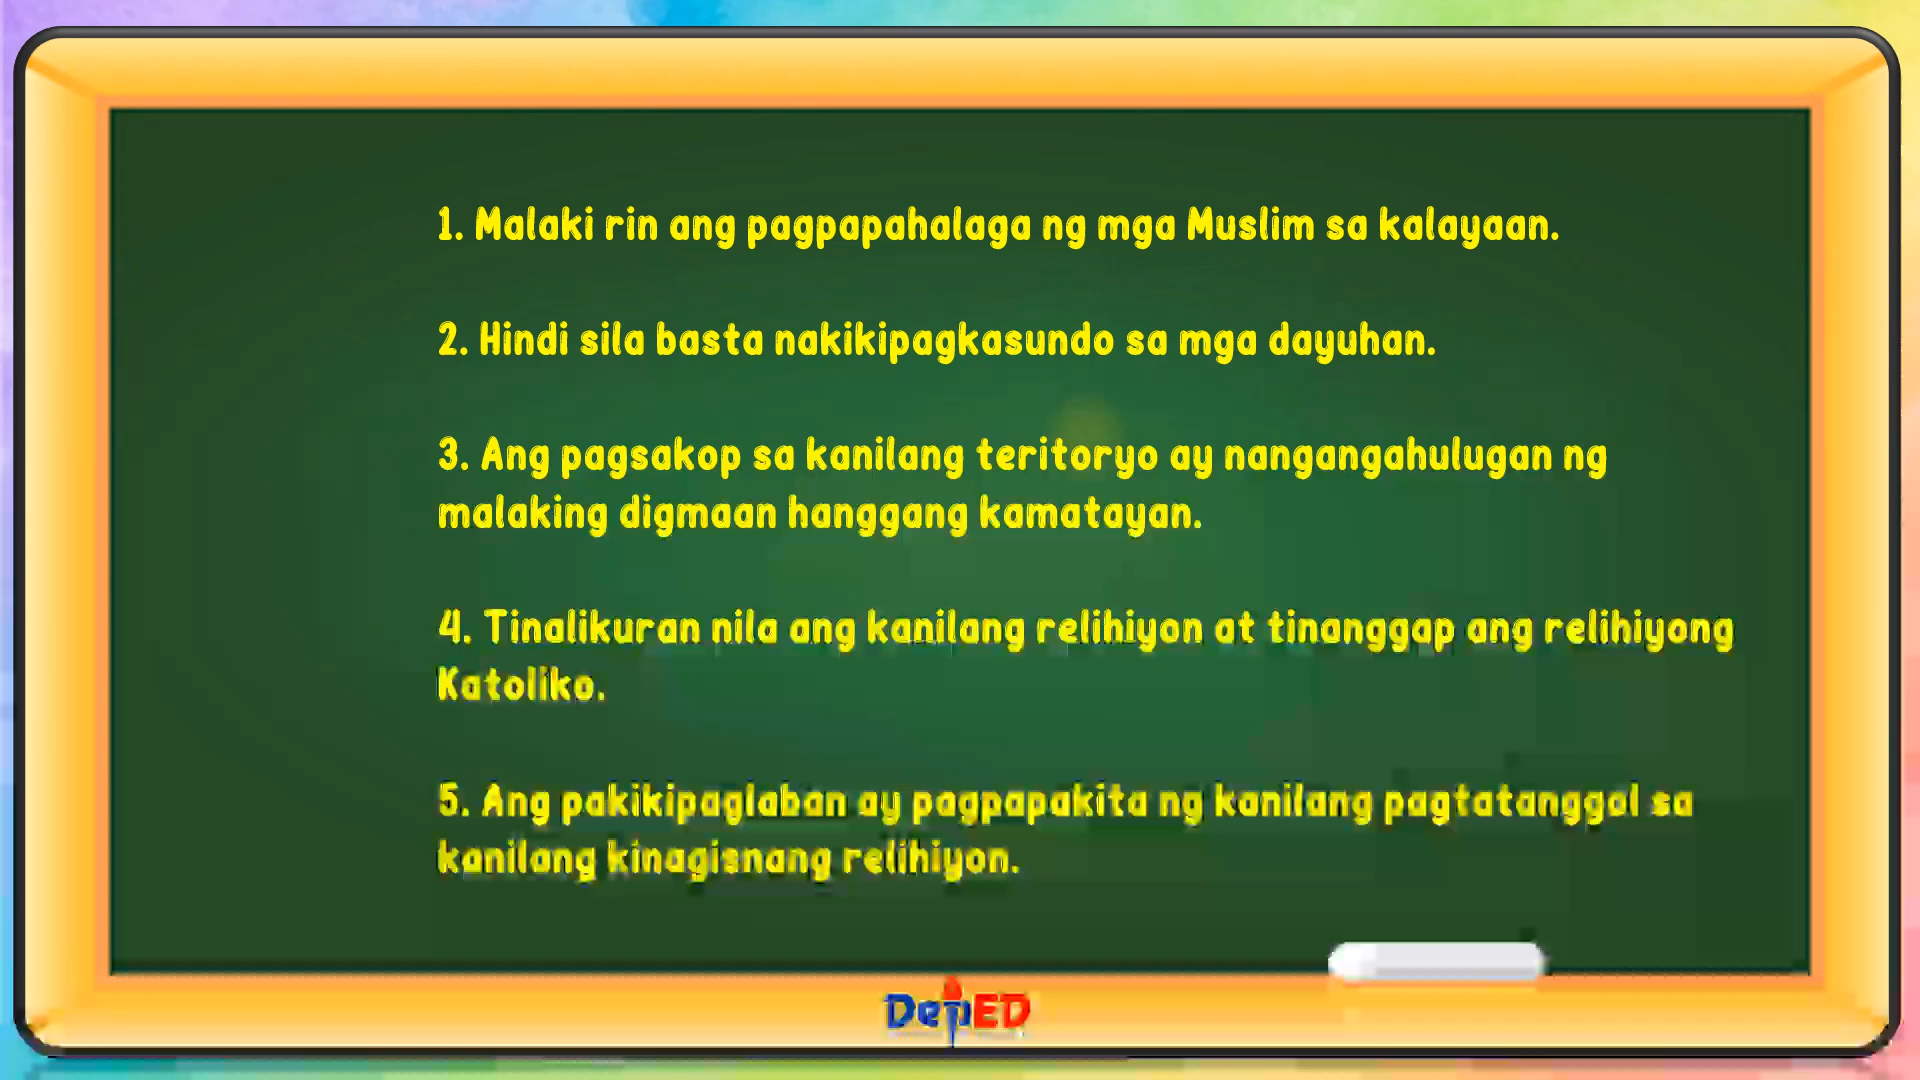 1. Malaki rin ang pagpapahalaga ng mga Muslim sa kalayaan.
2. Hindi sila basta nakikipagkasundo sa mga dayuhan.
3. Ang pagsakop sa kanilang teritoryo ay nangangahulugan ng
malaking digmaan hanggang kamatayan.
4. Tinalikuran nila ang kanilang relihiyon at tinanggap ang relihiyong
Katoliko.
5. Ang pakikipaglaban ay pagpapakita ng kanilang pagtatanggol sa
kanilang kinagisnang relihiyon.
DepED